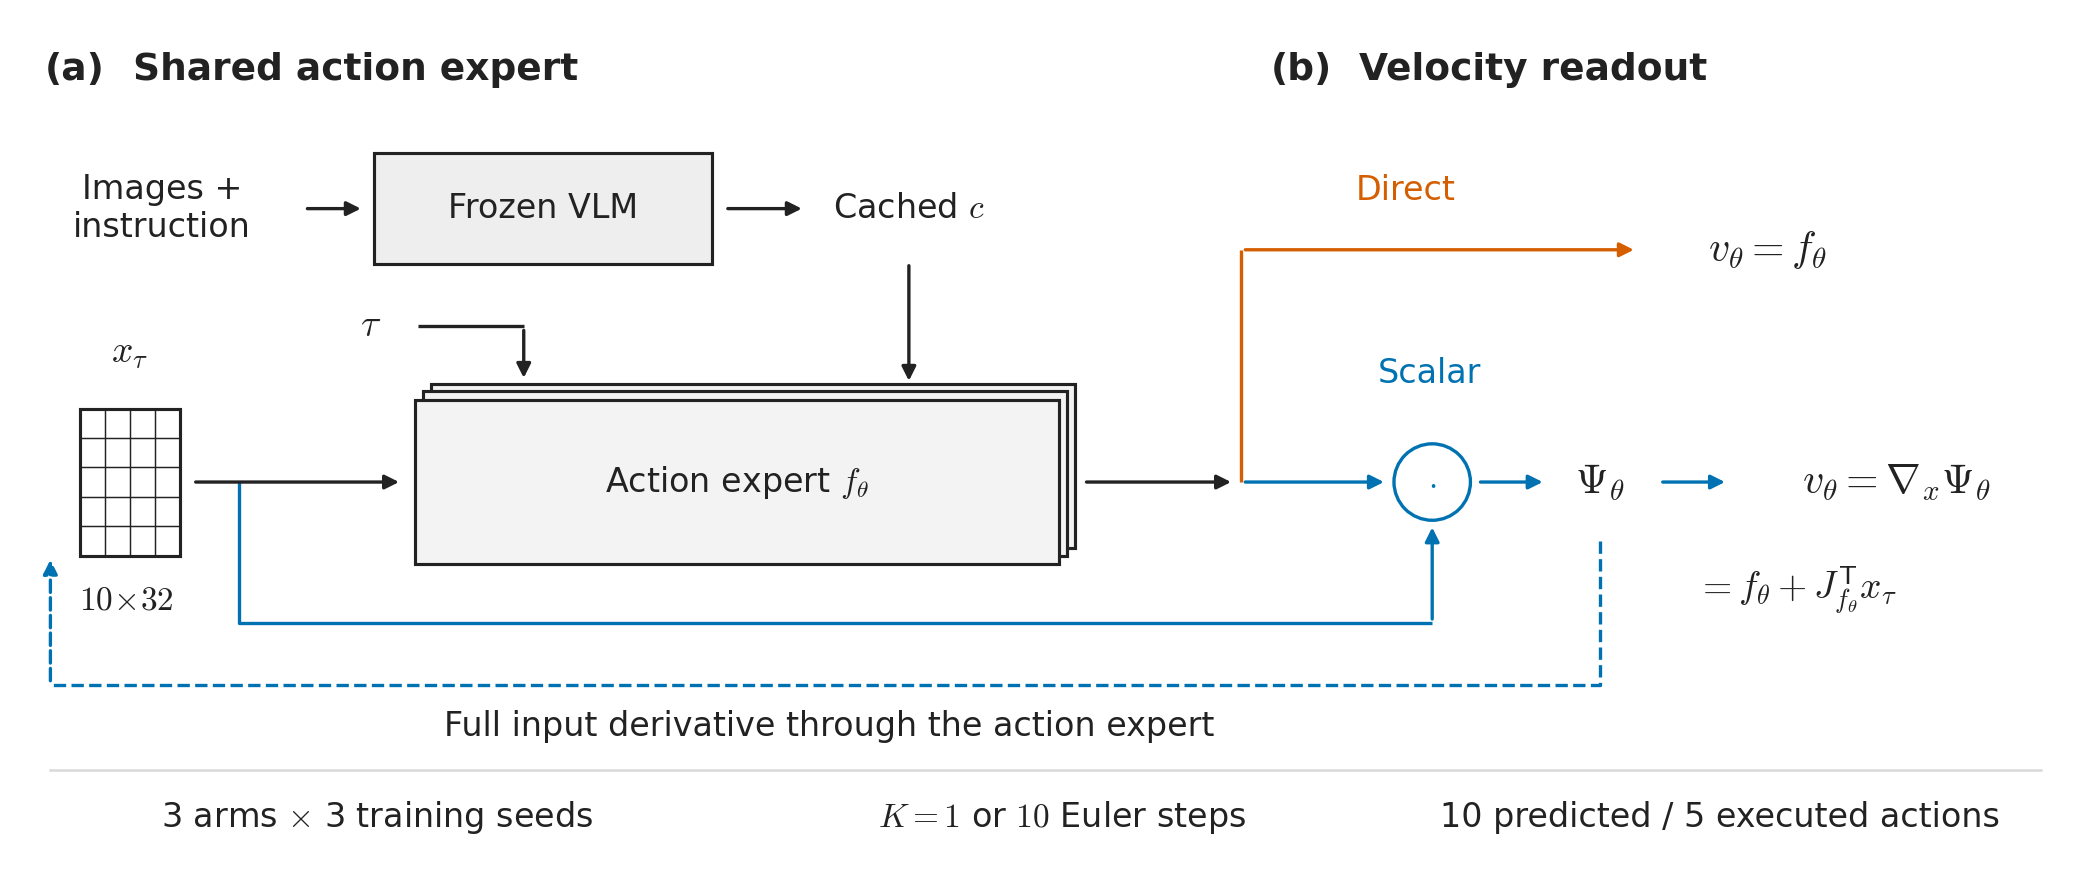 (a) Shared action expert
(b) Velocity readout
Images +
instruction
Frozen VLM
Cached c
Direct
v_θ = f_θ
τ
x_τ
Scalar
Action expert f_θ
·
Ψ_θ
v_θ = ∇_x Ψ_θ
= f_θ + J_{f_θ}^T x_τ
10×32
Full input derivative through the action expert
3 arms × 3 training seeds
K = 1 or 10 Euler steps
10 predicted / 5 executed actions